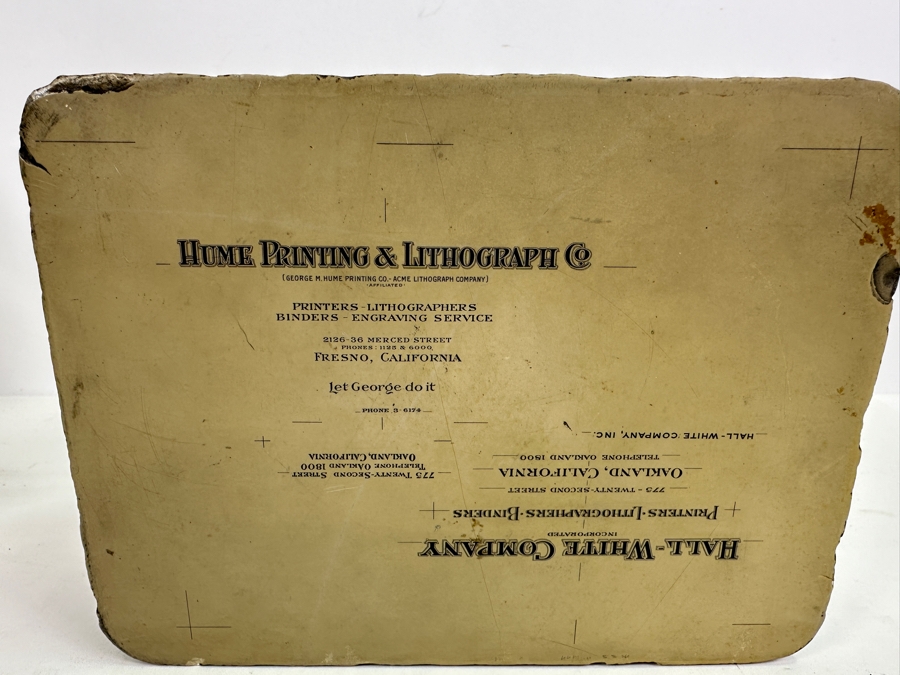 HUME PRINTING & LITHOGRAPH CO
(GEORGE M. HUME PRINTING CO.- ACME LITHOGRAPH COMPANY)
·AFFILIATED·
PRINTERS-LITHOGRAPHERS
BINDERS - ENGRAVING SERVICE
2126-36 MERCED STREET
PHONES: 1125 & 6000
FRESNO, CALIFORNIA
Let George do it
PHONE 3-6174
775 TWENTY-SECOND STREET
TELEPHONE OAKLAND 1800
OAKLAND, CALIFORNIA
HALL-WHITE COMPANY
INCORPORATED
PRINTERS·LITHOGRAPHERS·BINDERS
775 - TWENTY-SECOND STREET
OAKLAND, CALIFORNIA
TELEPHONE OAKLAND 1800
HALL-WHITE COMPANY, INC.